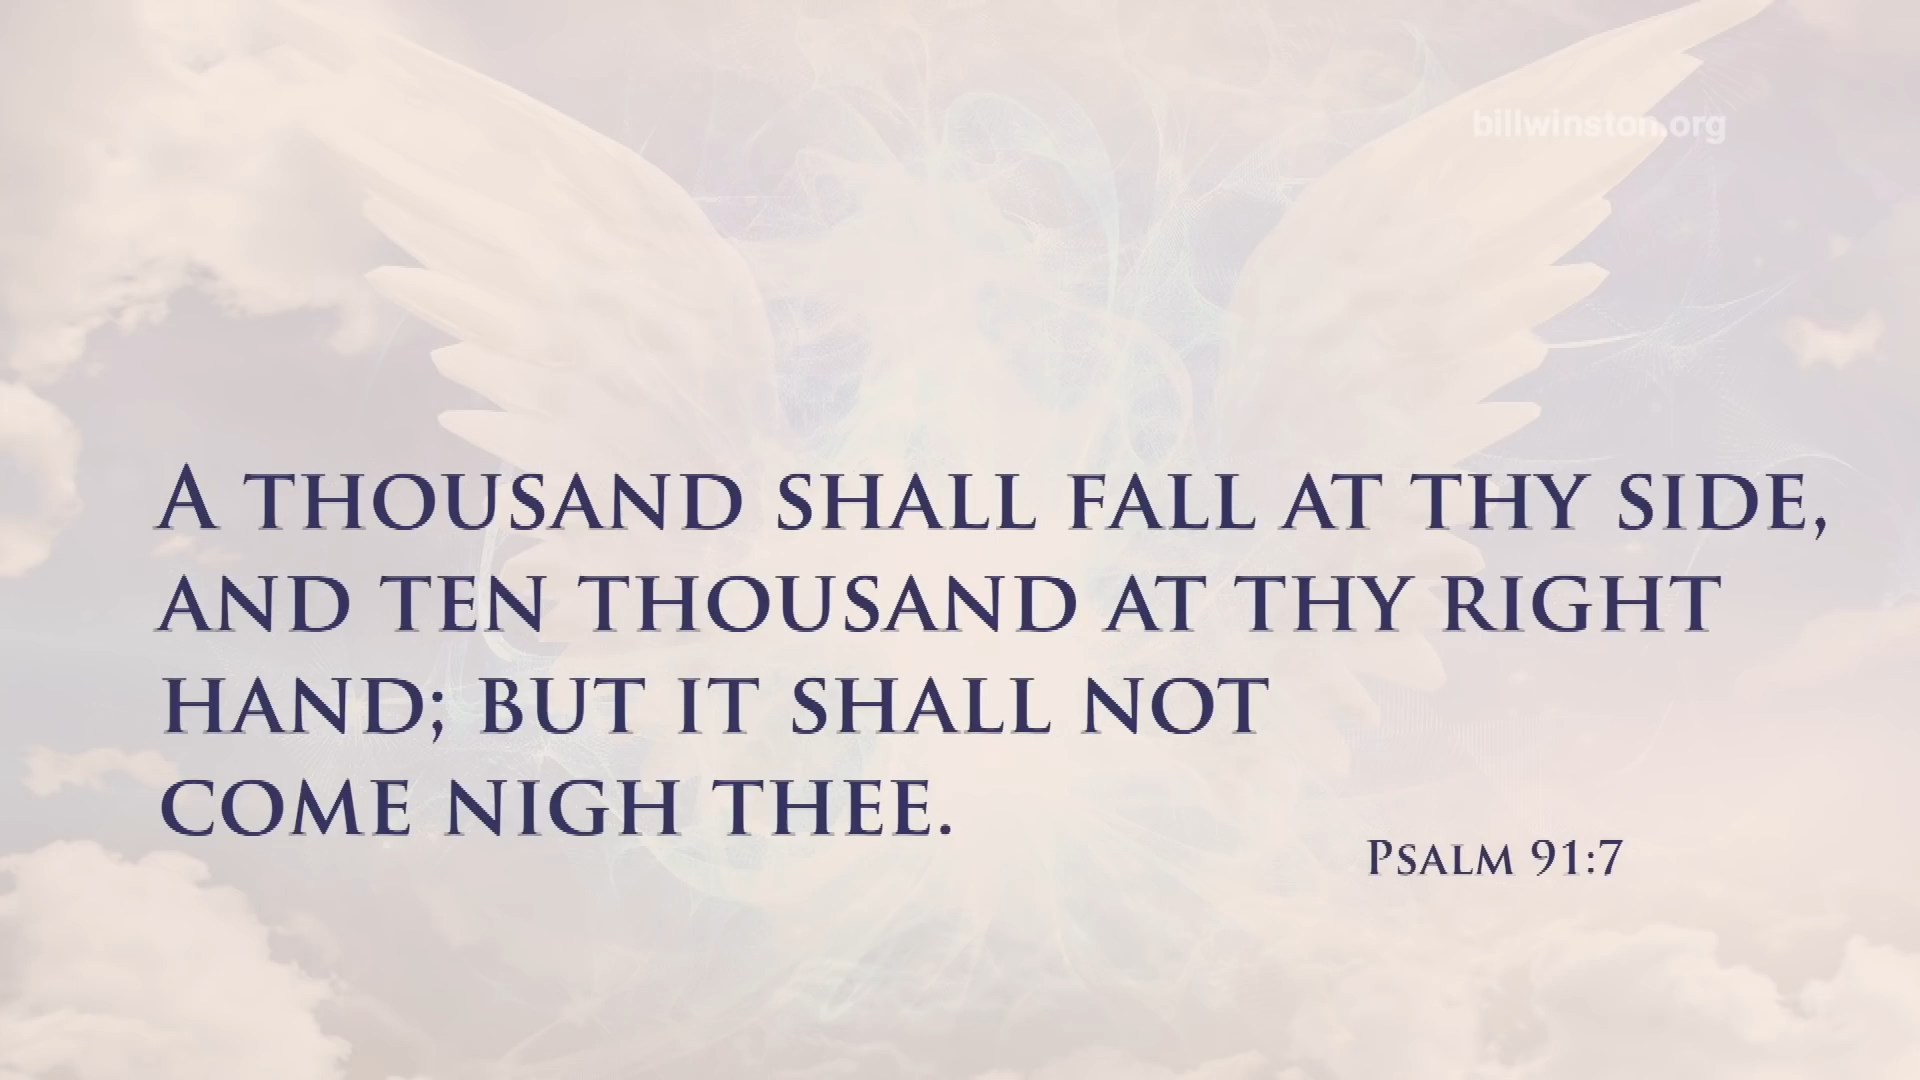 billwinston.org
A THOUSAND SHALL FALL AT THY SIDE,
AND TEN THOUSAND AT THY RIGHT
HAND; BUT IT SHALL NOT
COME NIGH THEE.
PSALM 91:7